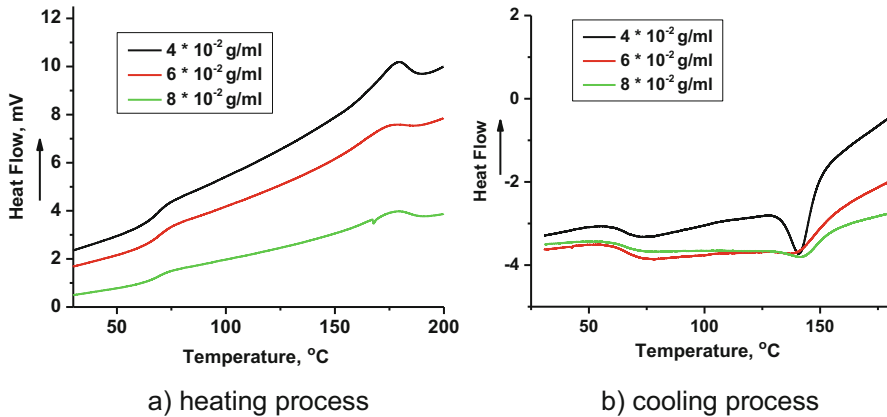 12
10
8
6
4
2
0
Heat Flow, mV
4 * 10⁻² g/ml
6 * 10⁻² g/ml
8 * 10⁻² g/ml
50 100 150 200
Temperature, °C
a) heating process
2
0
-2
-4
Heat Flow
4 * 10⁻² g/ml
6 * 10⁻² g/ml
8 * 10⁻² g/ml
50 100 150
Temperature, °C
b) cooling process